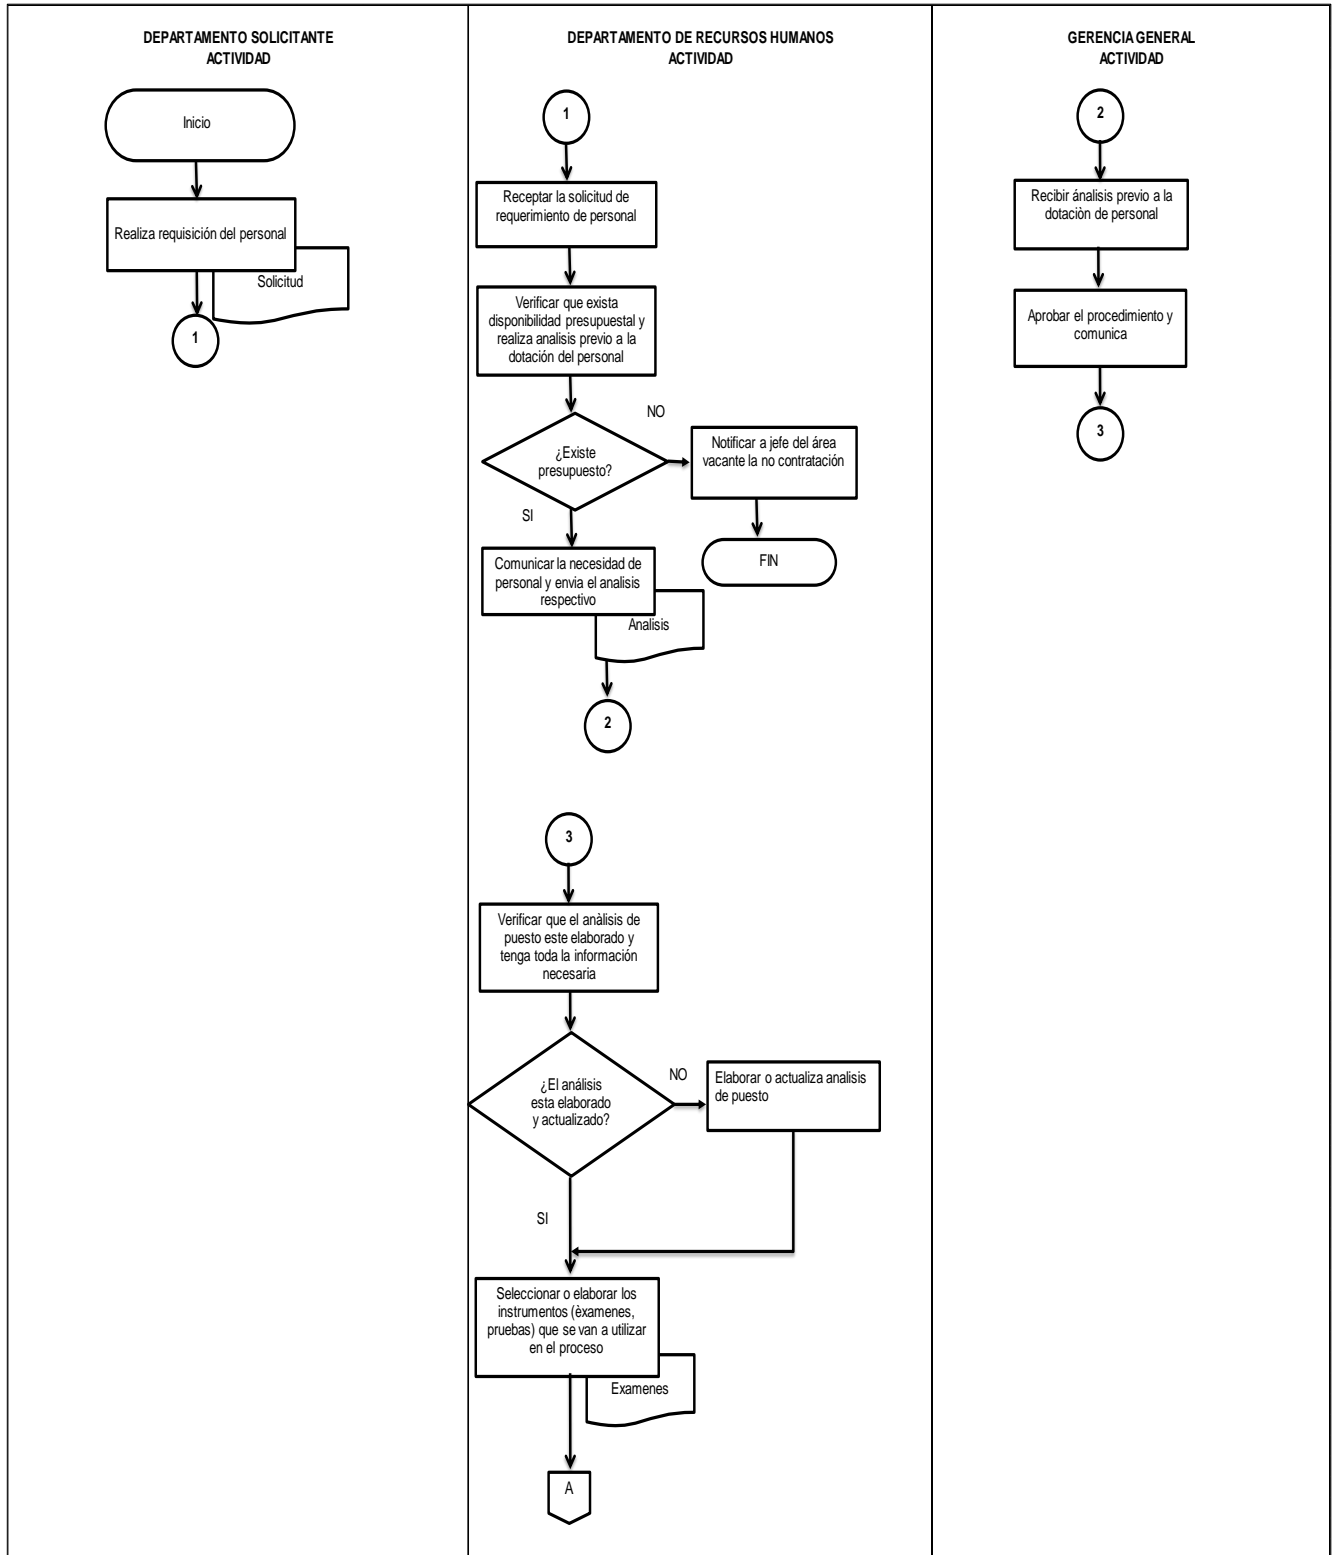 DEPARTAMENTO SOLICITANTE
ACTIVIDAD
Inicio
Realiza requisición del personal
Solicitud
1
DEPARTAMENTO DE RECURSOS HUMANOS
ACTIVIDAD
1
Receptar la solicitud de
requerimiento de personal
Verificar que exista
disponibilidad presupuestal y
realiza analisis previo a la
dotación del personal
¿Existe
presupuesto?
NO
Notificar a jefe del área
vacante la no contratación
FIN
SI
Comunicar la necesidad de
personal y envia el analisis
respectivo
Analisis
2
3
Verificar que el anàlisis de
puesto este elaborado y
tenga toda la información
necesaria
¿El análisis
esta elaborado
y actualizado?
NO
Elaborar o actualiza analisis
de puesto
SI
Seleccionar o elaborar los
instrumentos (èxamenes,
pruebas) que se van a utilizar
en el proceso
Examenes
A
GERENCIA GENERAL
ACTIVIDAD
2
Recibir ánalisis previo a la
dotaciòn de personal
Aprobar el procedimiento y
comunica
3